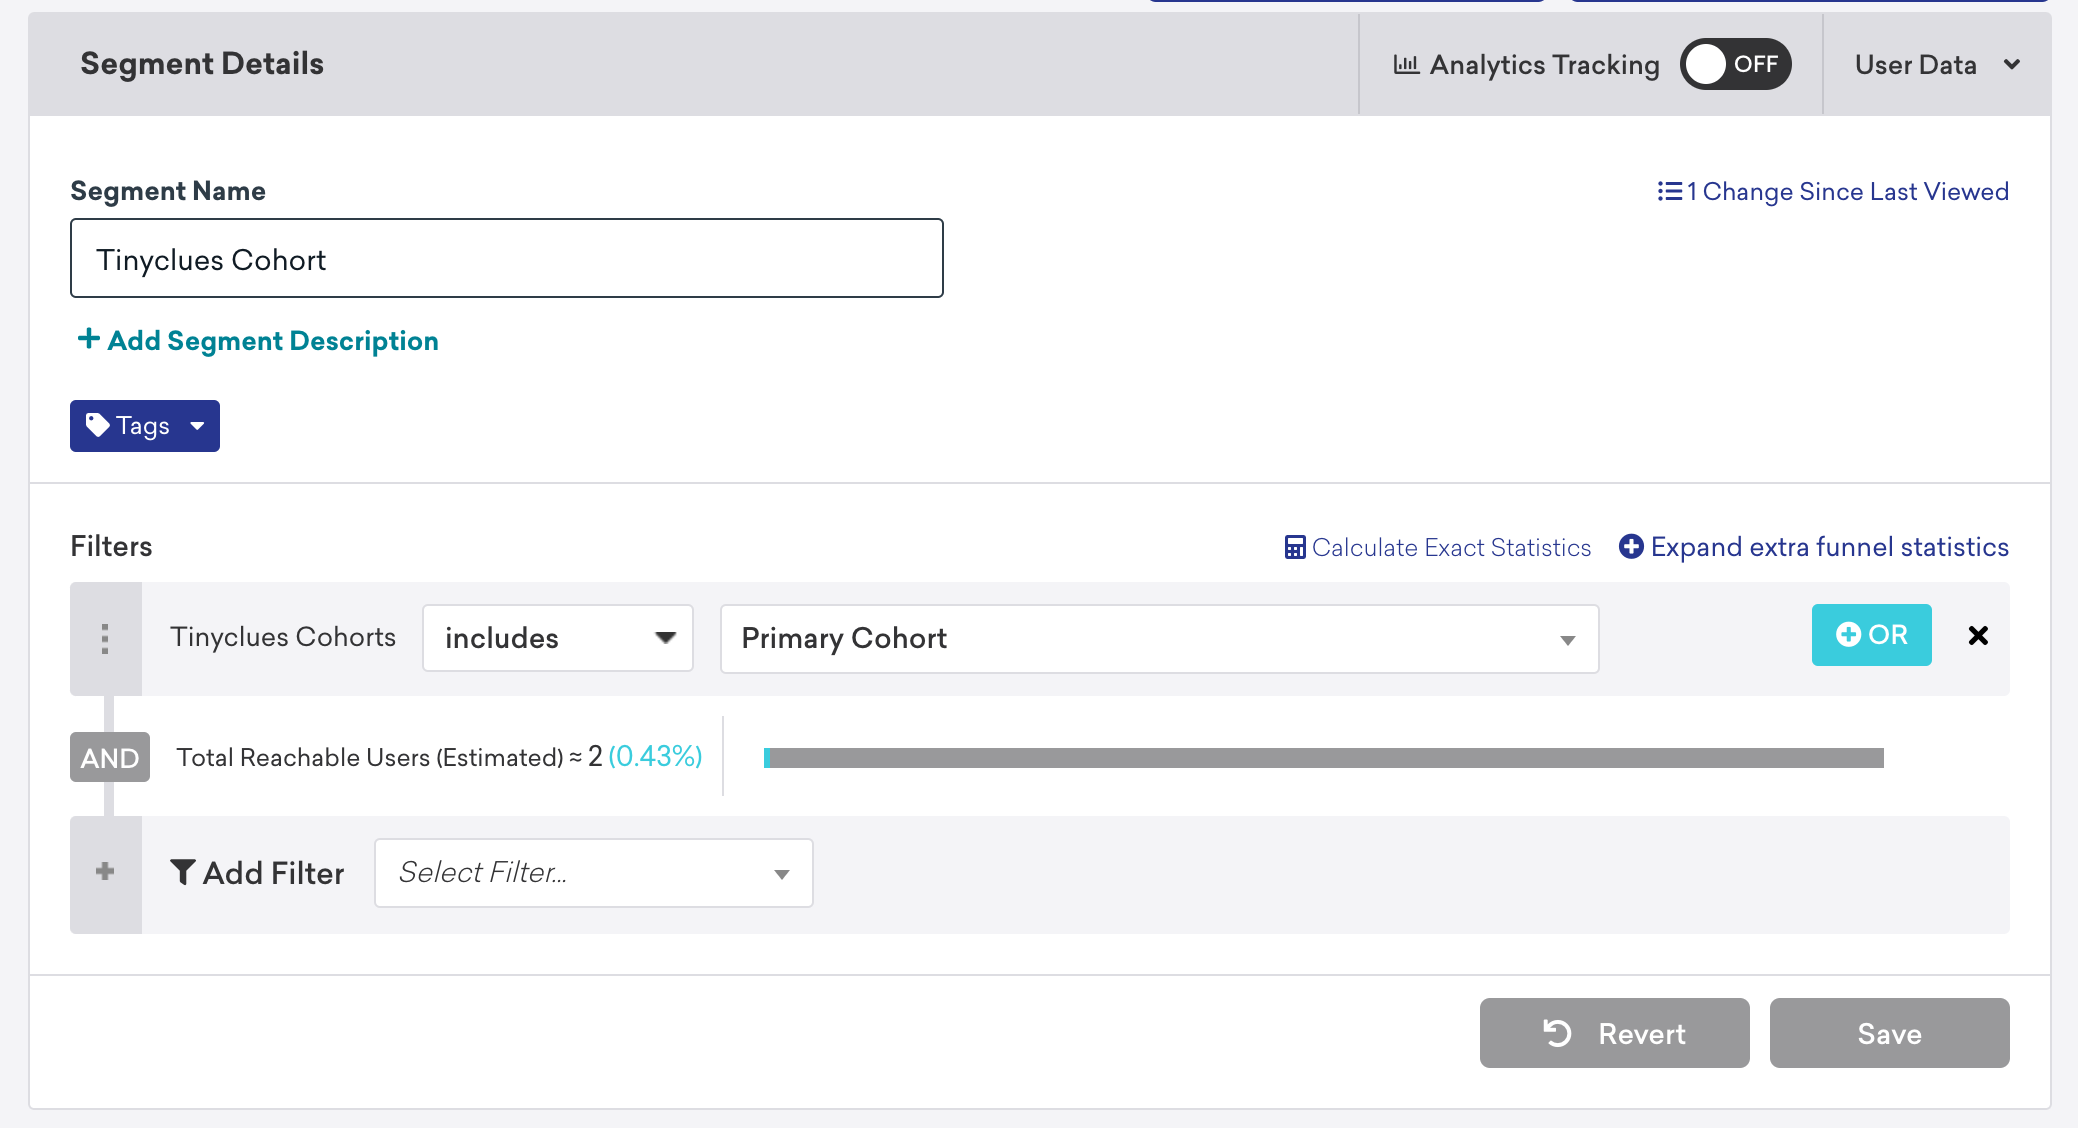 Segment Details
Analytics Tracking OFF
User Data
Segment Name
1 Change Since Last Viewed
Tinyclues Cohort
+ Add Segment Description
Tags
Filters
Calculate Exact Statistics
Expand extra funnel statistics
Tinyclues Cohorts includes Primary Cohort OR
AND Total Reachable Users (Estimated) ≈ 2 (0.43%)
Add Filter Select Filter...
Revert
Save